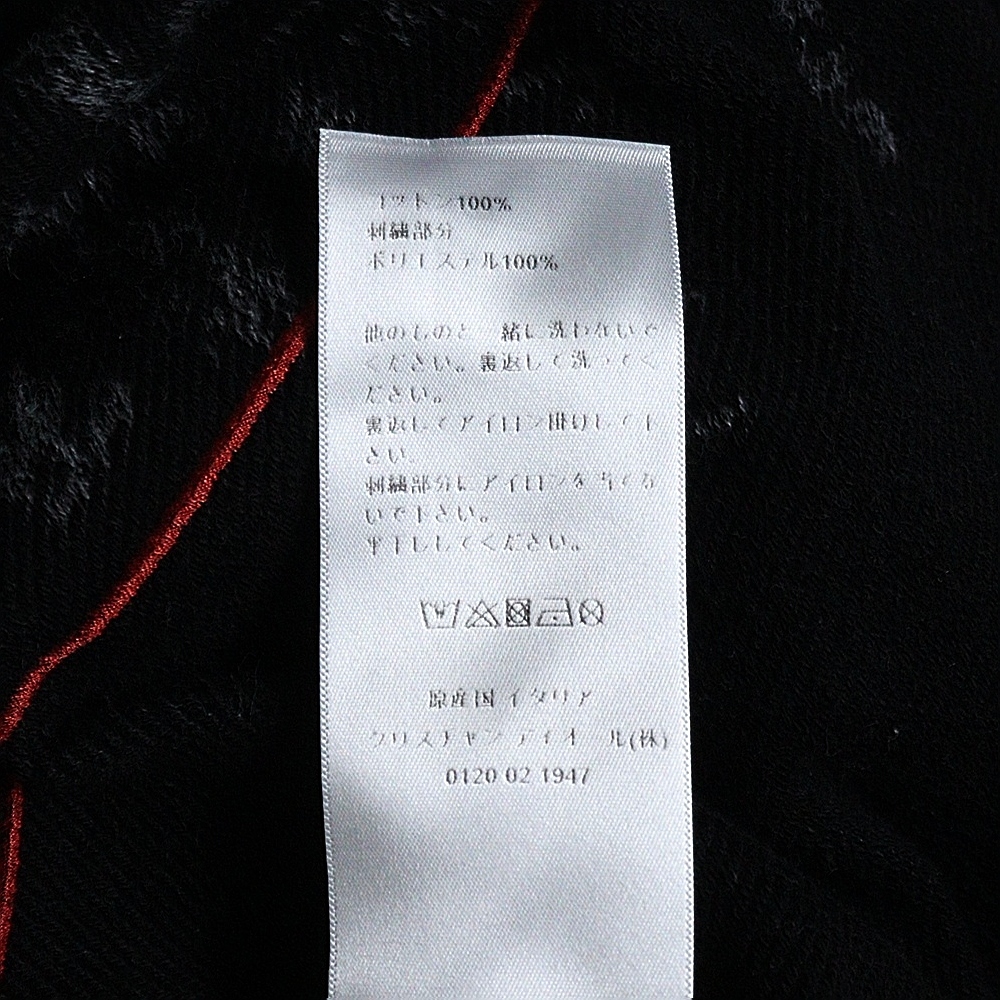 コットン100%
刺繍部分
ポリエステル100%
他のものと一緒に洗わないで
ください。裏返して洗ってく
ださい。
裏返してアイロン掛けして下
さい。
刺繍部分にアイロンを当てな
いで下さい。
平干ししてください。
原産国 イタリア
クリスチャン ディオール(株)
0120 02 1947